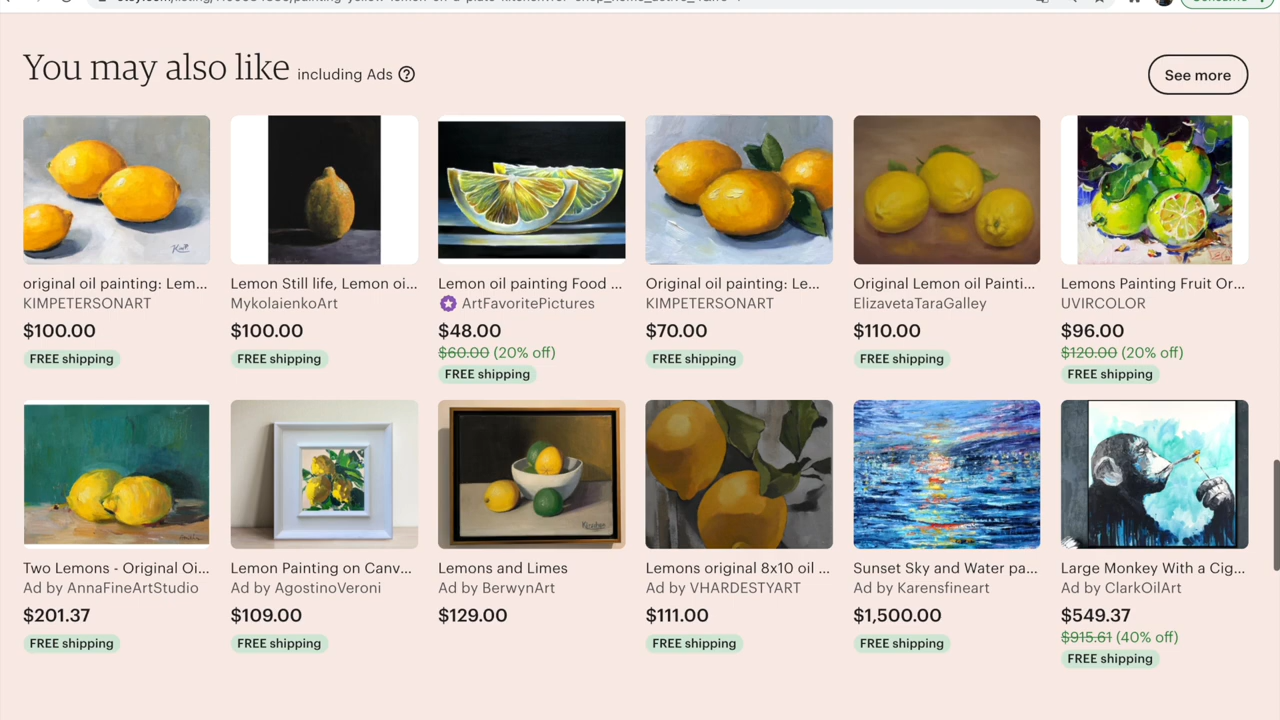 You may also like including Ads
See more
original oil painting: Lem...
KIMPETERSONART
$100.00
FREE shipping
Lemon Still life, Lemon oi...
MykolaienkoArt
$100.00
FREE shipping
Lemon oil painting Food ...
ArtFavoritePictures
$48.00
$60.00 (20% off)
FREE shipping
Original oil painting: Le...
KIMPETERSONART
$70.00
FREE shipping
Original Lemon oil Painti...
ElizavetaTaraGalley
$110.00
FREE shipping
Lemons Painting Fruit Or...
UVIRCOLOR
$96.00
$120.00 (20% off)
FREE shipping
Two Lemons - Original Oi...
Ad by AnnaFineArtStudio
$201.37
FREE shipping
Lemon Painting on Canv...
Ad by AgostinoVeroni
$109.00
FREE shipping
Lemons and Limes
Ad by BerwynArt
$129.00
Lemons original 8x10 oil ...
Ad by VHARDESTYART
$111.00
FREE shipping
Sunset Sky and Water pa...
Ad by Karensfineart
$1,500.00
FREE shipping
Large Monkey With a Cig...
Ad by ClarkOilArt
$549.37
$915.61 (40% off)
FREE shipping